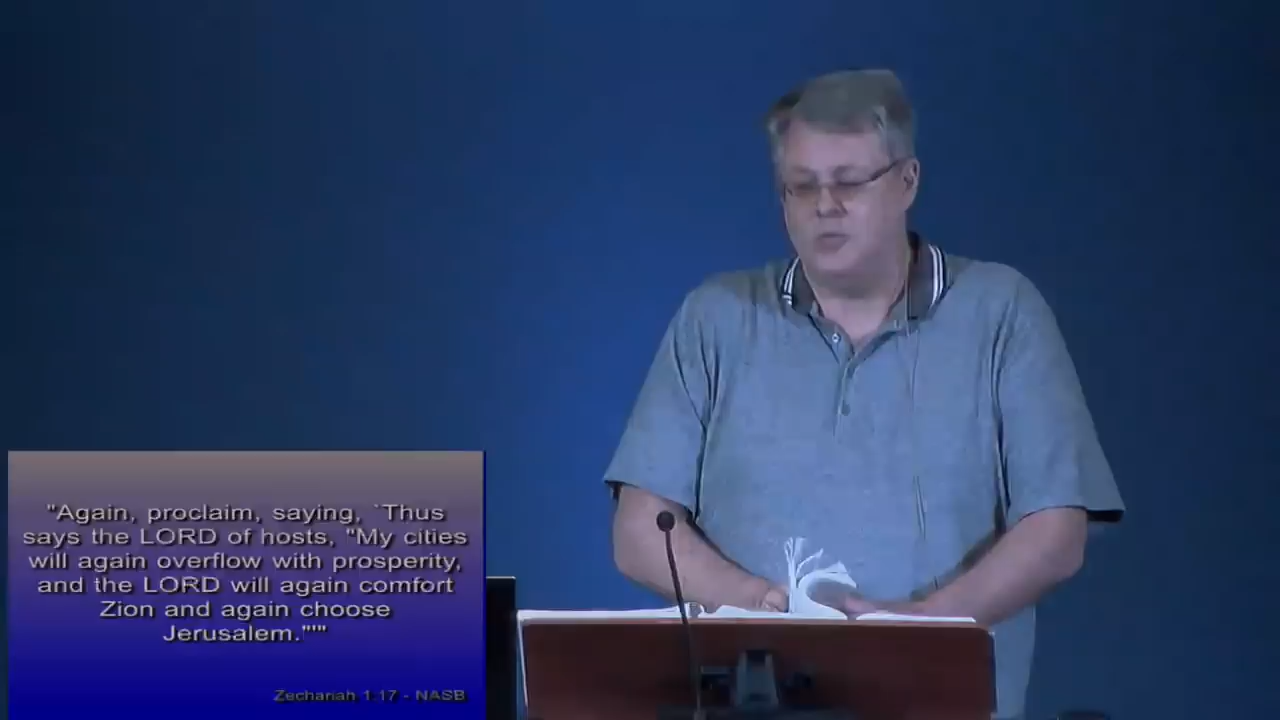 "Again, proclaim, saying, `Thus
says the LORD of hosts, "My cities
will again overflow with prosperity,
and the LORD will again comfort
Zion and again choose
Jerusalem."'"
Zechariah 1:17 - NASB